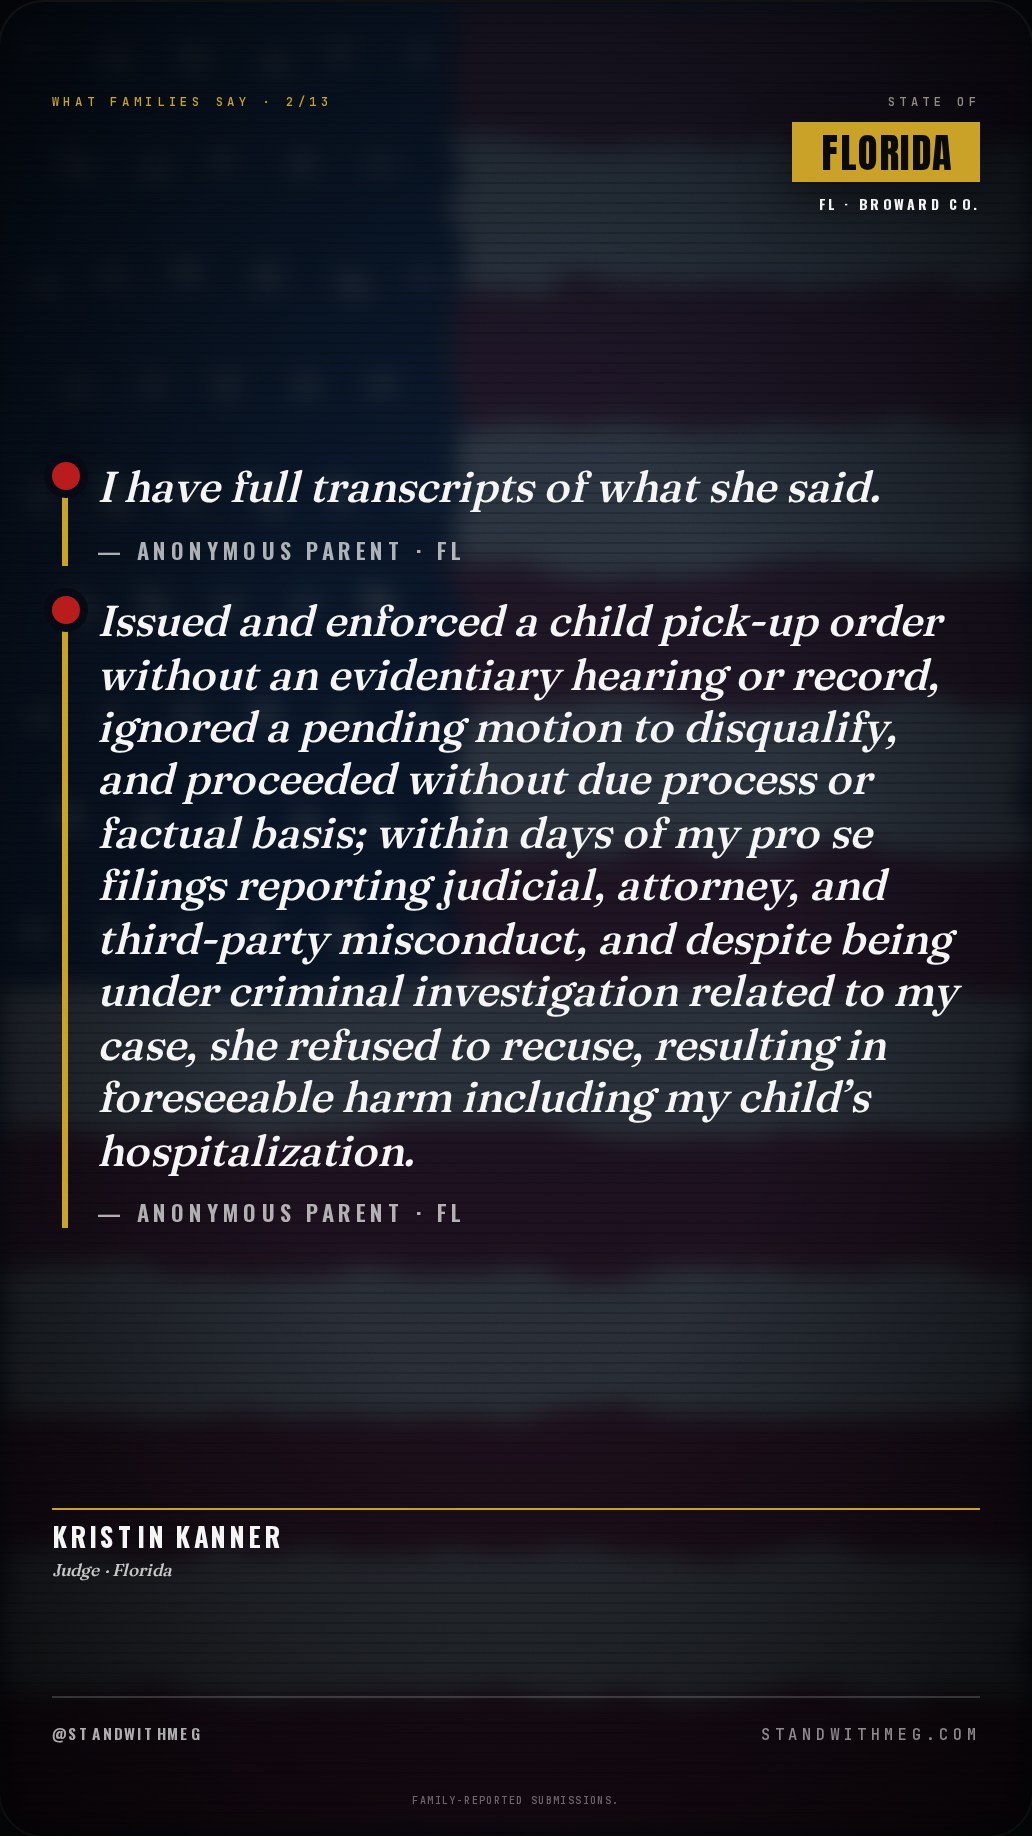 WHAT FAMILIES SAY · 2/13
STATE OF
FLORIDA
FL · BROWARD CO.
I have full transcripts of what she said.
— ANONYMOUS PARENT · FL
Issued and enforced a child pick-up order
without an evidentiary hearing or record,
ignored a pending motion to disqualify,
and proceeded without due process or
factual basis; within days of my pro se
filings reporting judicial, attorney, and
third-party misconduct, and despite being
under criminal investigation related to my
case, she refused to recuse, resulting in
foreseeable harm including my child’s
hospitalization.
— ANONYMOUS PARENT · FL
KRISTIN KANNER
Judge · Florida
@STANDWITHMEG
STANDWITHMEG.COM
FAMILY-REPORTED SUBMISSIONS.